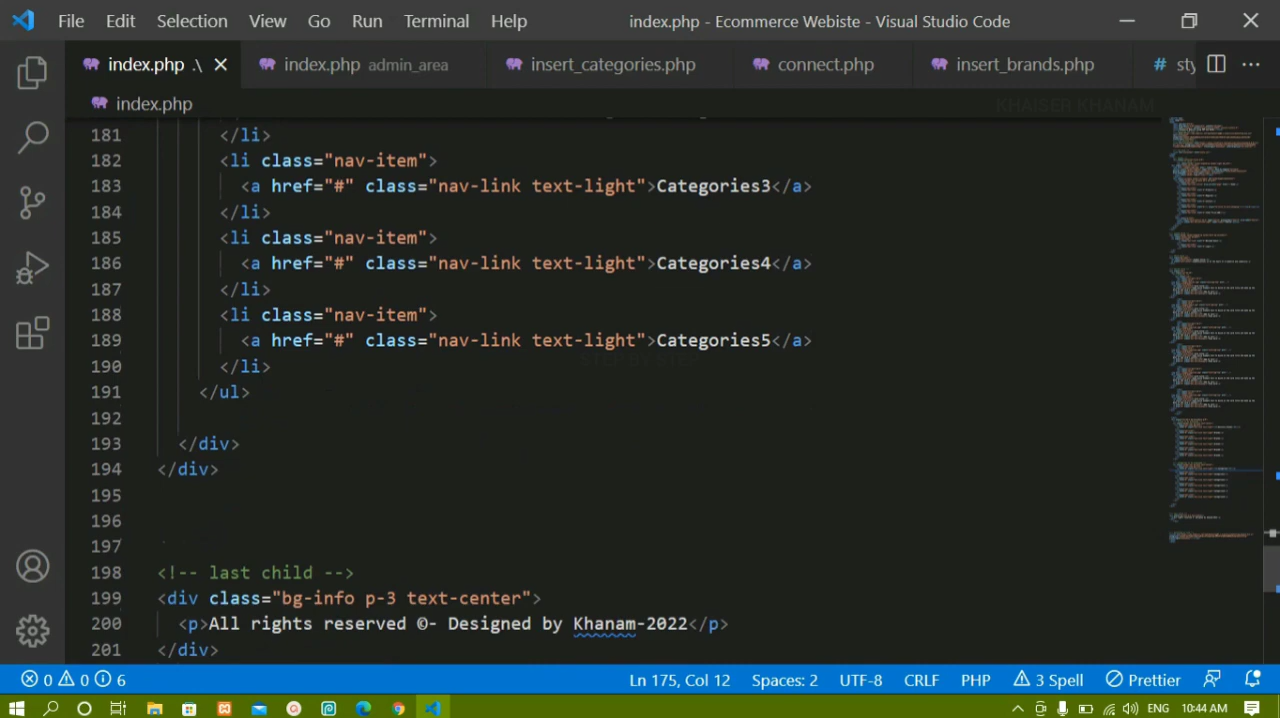 File Edit Selection View Go Run Terminal Help index.php - Ecommerce Webiste - Visual Studio Code
index.php .\ index.php admin_area insert_categories.php connect.php insert_brands.php # sty
index.php KHAISER KHANAM
181 </li>
182 <li class="nav-item">
183 <a href="#" class="nav-link text-light">Categories3</a>
184 </li>
185 <li class="nav-item">
186 <a href="#" class="nav-link text-light">Categories4</a>
187 </li>
188 <li class="nav-item">
189 <a href="#" class="nav-link text-light">Categories5</a>
STEP BY STEP
190 </li>
191 </ul>
192
193 </div>
194 </div>
195
196
197
198 <!-- last child -->
199 <div class="bg-info p-3 text-center">
200 <p>All rights reserved ©- Designed by Khanam-2022</p>
201 </div>
0 0 6 Ln 175, Col 12 Spaces: 2 UTF-8 CRLF PHP 3 Spell Prettier
ENG 10:44 AM